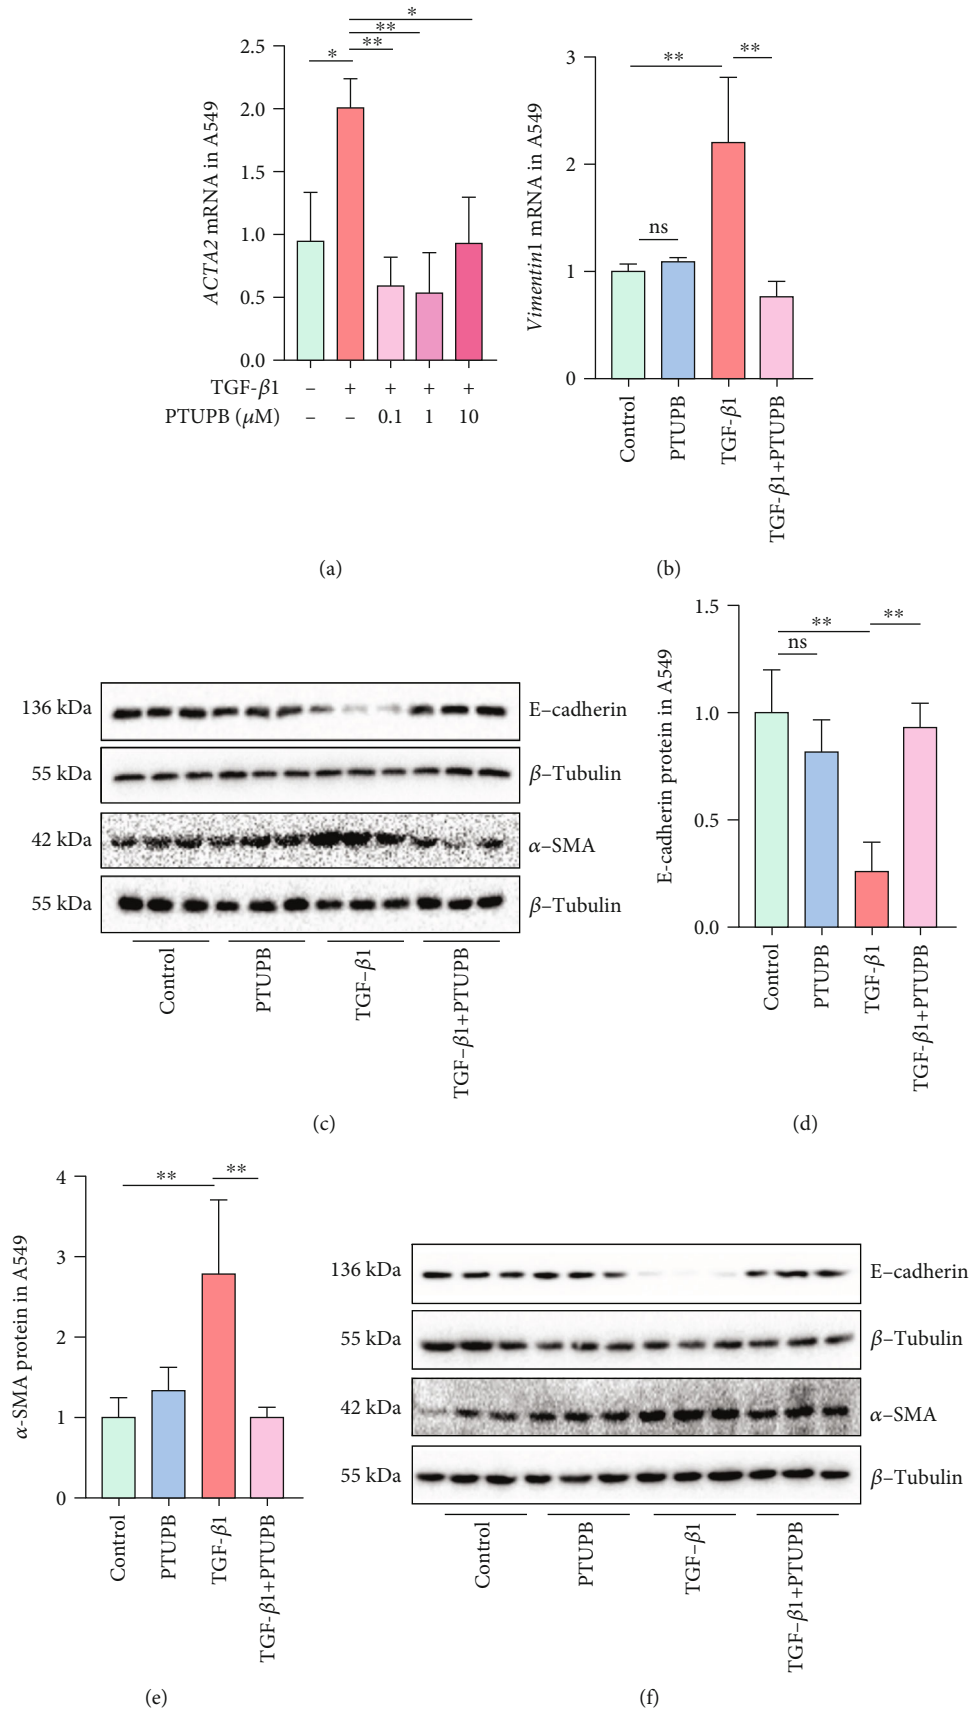 *
**
**
*
2.5
2.0
1.5
1.0
0.5
0.0
ACTA2 mRNA in A549
TGF-β1 – + + + +
PTUPB (μM) – – 0.1 1 10
(a)
** **
ns
3
2
1
0
Vimentin1 mRNA in A549
Control
PTUPB
TGF-β1
TGF-β1+PTUPB
(b)
136 kDa E–cadherin
55 kDa β–Tubulin
42 kDa α–SMA
55 kDa β–Tubulin
Control
PTUPB
TGF–β1
TGF–β1+PTUPB
(c)
** **
ns
1.5
1.0
0.5
0.0
E-cadherin protein in A549
Control
PTUPB
TGF-β1
TGF-β1+PTUPB
(d)
** **
4
3
2
1
0
α-SMA protein in A549
Control
PTUPB
TGF-β1
TGF-β1+PTUPB
(e)
136 kDa E–cadherin
55 kDa β–Tubulin
42 kDa α–SMA
55 kDa β–Tubulin
Control
PTUPB
TGF–β1
TGF–β1+PTUPB
(f)